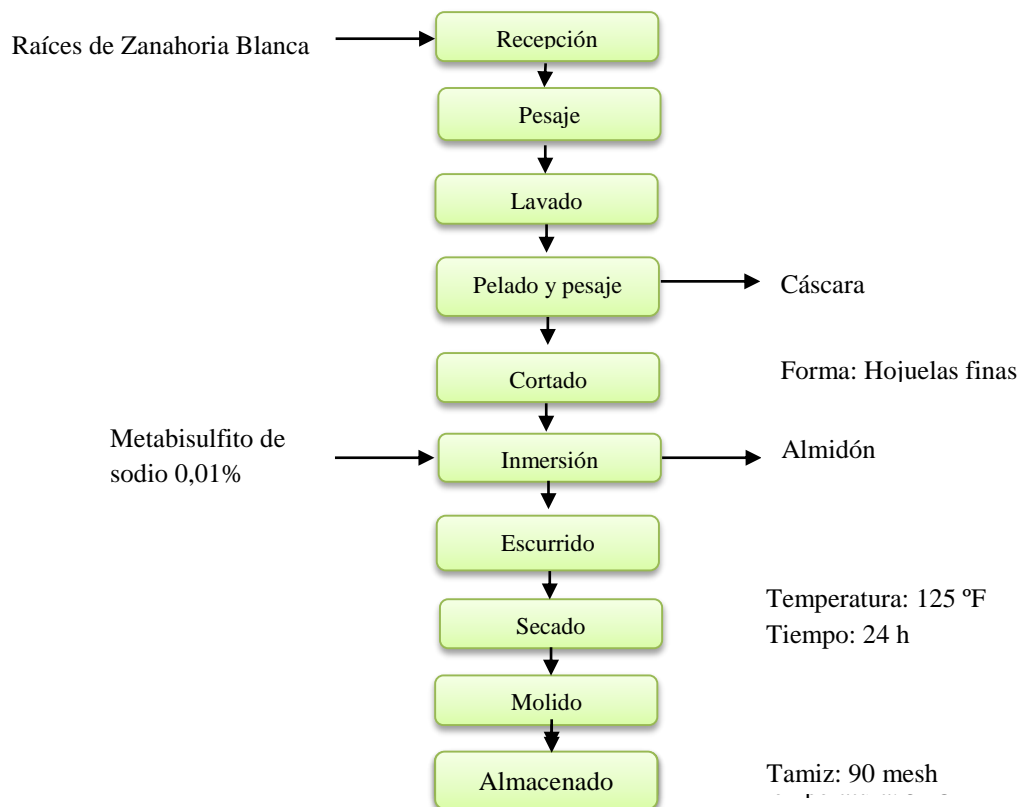 Recepción
Raíces de Zanahoria Blanca
Pesaje
Lavado
Pelado y pesaje
Cáscara
Cortado
Forma: Hojuelas finas
Metabisulfito de
sodio 0,01%
Inmersión
Almidón
Escurrido
Temperatura: 125 ºF
Tiempo: 24 h
Secado
Molido
Almacenado
Tamiz: 90 mesh